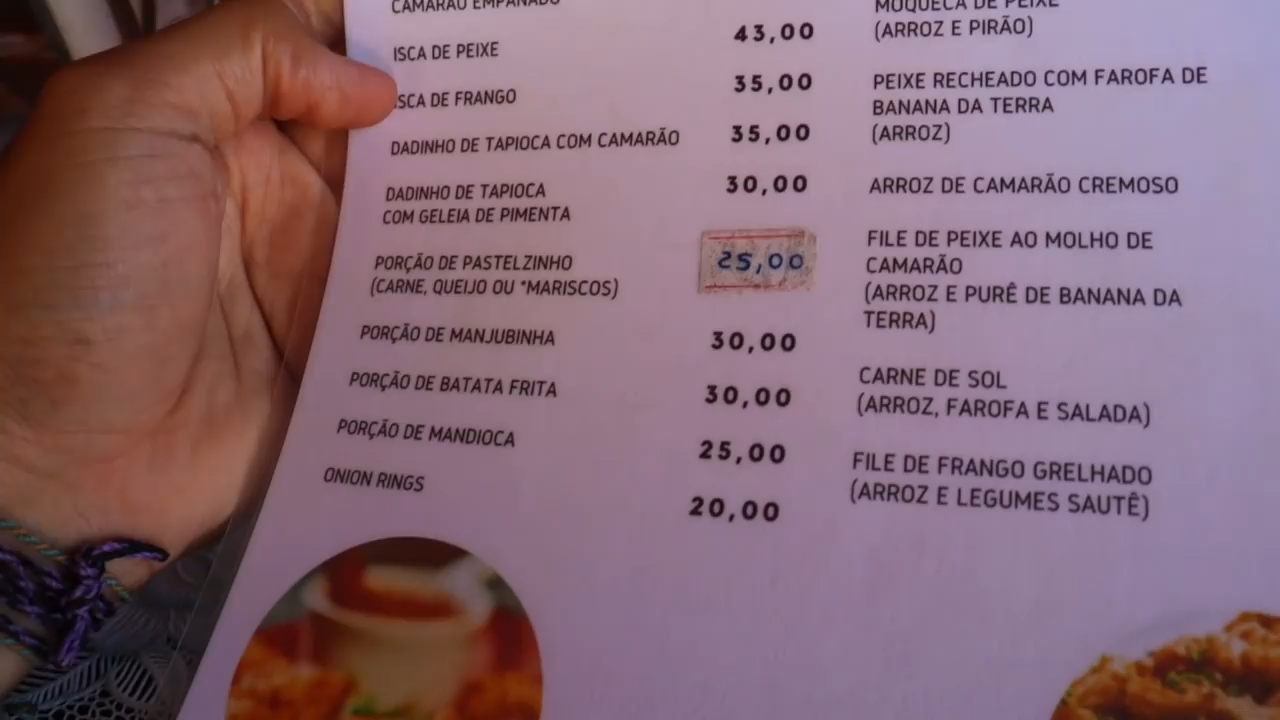 CAMARÃO EMPANADO
ISCA DE PEIXE
43,00
ISCA DE FRANGO
35,00
DADINHO DE TAPIOCA COM CAMARÃO
35,00
DADINHO DE TAPIOCA
COM GELEIA DE PIMENTA
30,00
PORÇÃO DE PASTELZINHO
(CARNE, QUEIJO OU *MARISCOS)
25,00
PORÇÃO DE MANJUBINHA
30,00
PORÇÃO DE BATATA FRITA
30,00
PORÇÃO DE MANDIOCA
25,00
ONION RINGS
20,00
MOQUECA DE PEIXE
(ARROZ E PIRÃO)
PEIXE RECHEADO COM FAROFA DE
BANANA DA TERRA
(ARROZ)
ARROZ DE CAMARÃO CREMOSO
FILE DE PEIXE AO MOLHO DE
CAMARÃO
(ARROZ E PURÊ DE BANANA DA
TERRA)
CARNE DE SOL
(ARROZ, FAROFA E SALADA)
FILE DE FRANGO GRELHADO
(ARROZ E LEGUMES SAUTÊ)